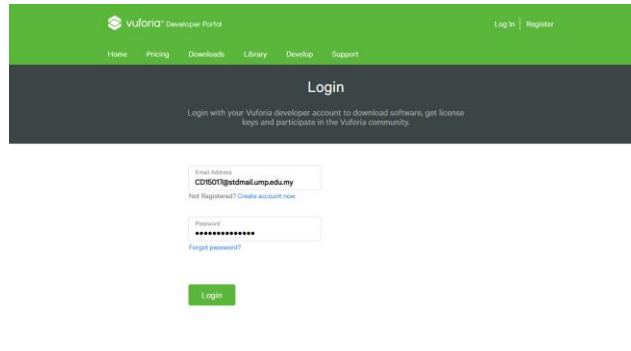 vuforia™ Developer Portal
Log In | Register
Home Pricing Downloads Library Develop Support
Login
Login with your Vuforia developer account to download software, get license
keys and participate in the Vuforia community.
Email Address
CD15017@stdmail.ump.edu.my
Not Registered? Create account now
Password
••••••••••••••
Forgot password?
Login